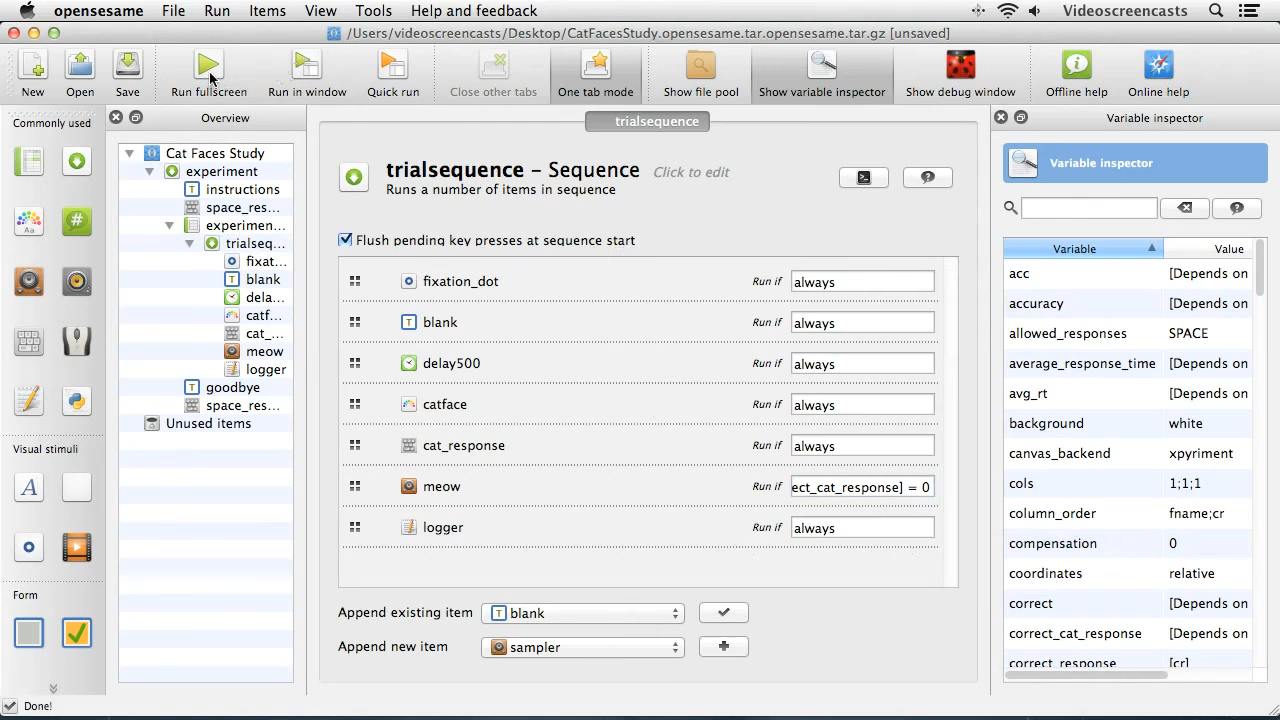 opensesame File Run Items View Tools Help and feedback Videoscreencasts
/Users/videoscreencasts/Desktop/CatFacesStudy.opensesame.tar.opensesame.tar.gz [unsaved]
New Open Save Run fullscreen Run in window Quick run Close other tabs One tab mode Show file pool Show variable inspector Show debug window Offline help Online help
Commonly used
Aa
#
Visual stimuli
A
Form
Overview
Cat Faces Study
experiment
T instructions
space_res...
experimen...
trialseq...
fixat...
T blank
dela...
catf...
cat_...
meow
logger
T goodbye
space_res...
Unused items
trialsequence
trialsequence – Sequence Click to edit
Runs a number of items in sequence
Flush pending key presses at sequence start
fixation_dot Run if always
T blank Run if always
delay500 Run if always
catface Run if always
cat_response Run if always
meow Run if ect_cat_response] = 0
logger Run if always
Append existing item T blank
Append new item sampler
Variable inspector
Variable inspector
Variable Value
acc [Depends on
accuracy [Depends on
allowed_responses SPACE
average_response_time [Depends on
avg_rt [Depends on
background white
canvas_backend xpyriment
cols 1;1;1
column_order fname;cr
compensation 0
coordinates relative
correct [Depends on
correct_cat_response [Depends on
correct_response [cr]
Done!